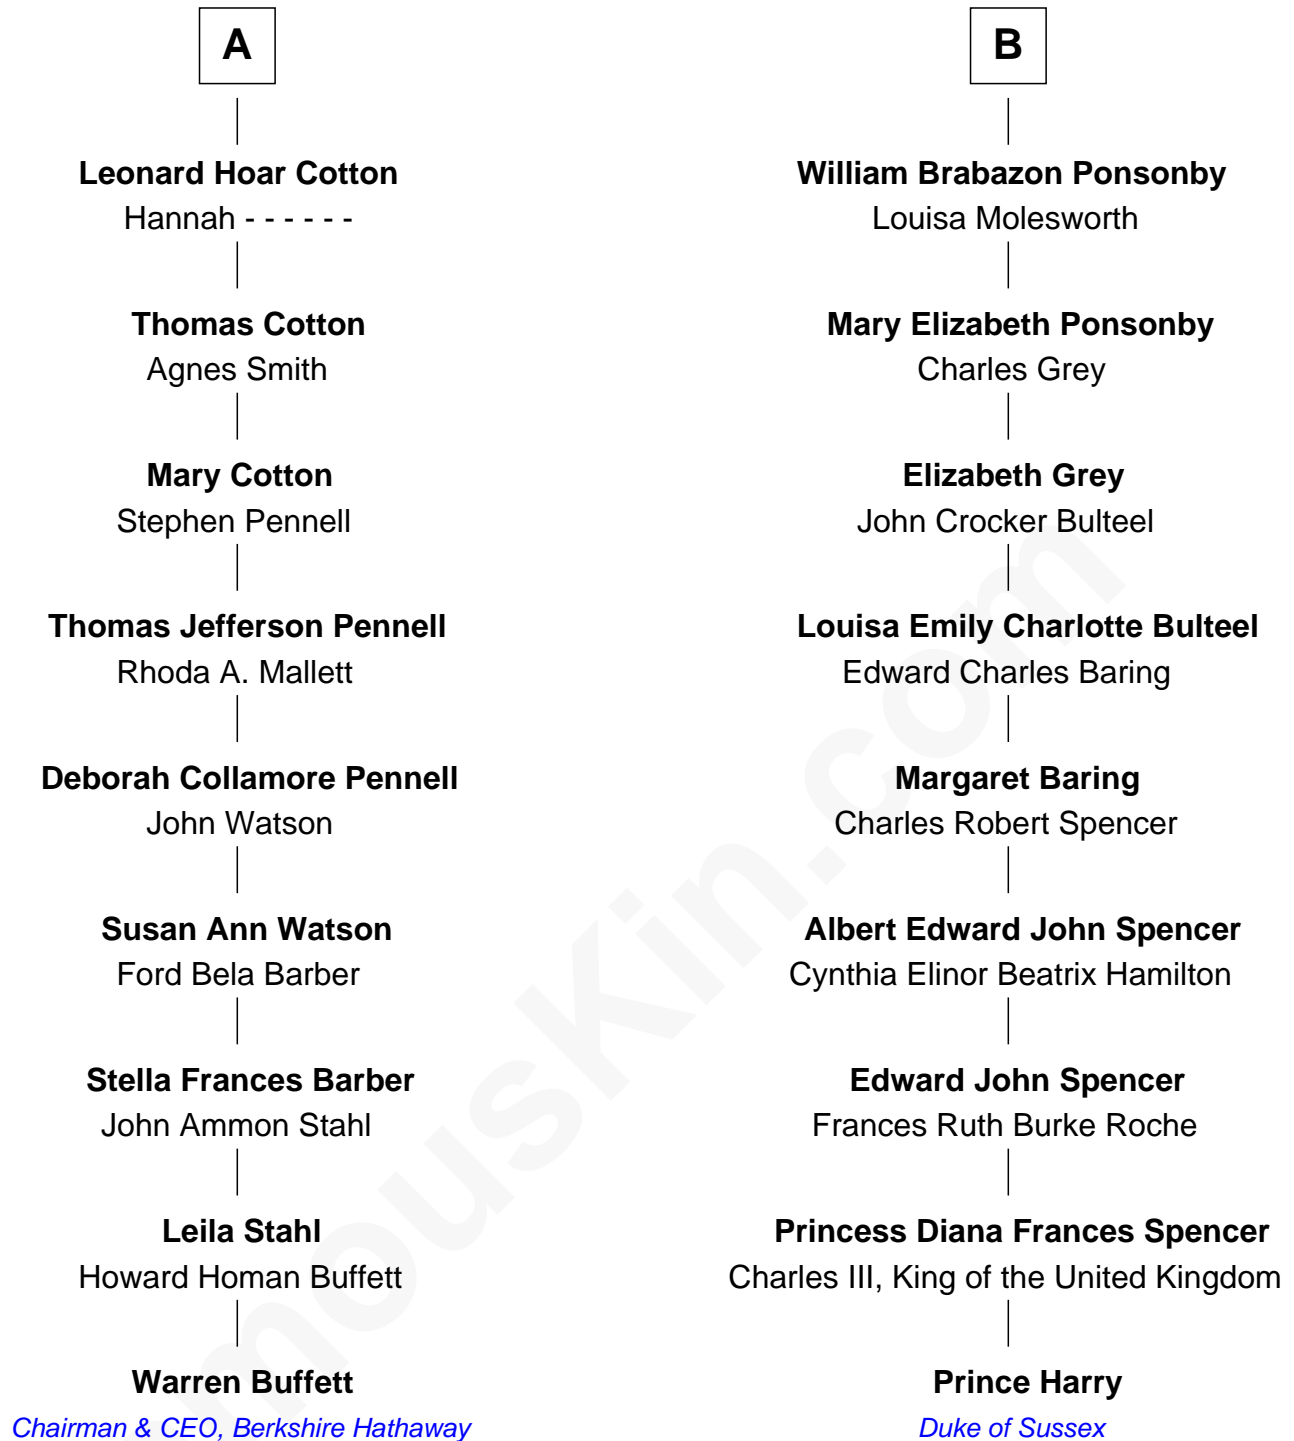 A
Leonard Hoar Cotton
Hannah - - - - - -
Thomas Cotton
Agnes Smith
Mary Cotton
Stephen Pennell
Thomas Jefferson Pennell
Rhoda A. Mallett
Deborah Collamore Pennell
John Watson
Susan Ann Watson
Ford Bela Barber
Stella Frances Barber
John Ammon Stahl
Leila Stahl
Howard Homan Buffett
Warren Buffett
Chairman & CEO, Berkshire Hathaway
B
William Brabazon Ponsonby
Louisa Molesworth
Mary Elizabeth Ponsonby
Charles Grey
Elizabeth Grey
John Crocker Bulteel
Louisa Emily Charlotte Bulteel
Edward Charles Baring
Margaret Baring
Charles Robert Spencer
Albert Edward John Spencer
Cynthia Elinor Beatrix Hamilton
Edward John Spencer
Frances Ruth Burke Roche
Princess Diana Frances Spencer
Charles III, King of the United Kingdom
Prince Harry
Duke of Sussex
mousKin.com